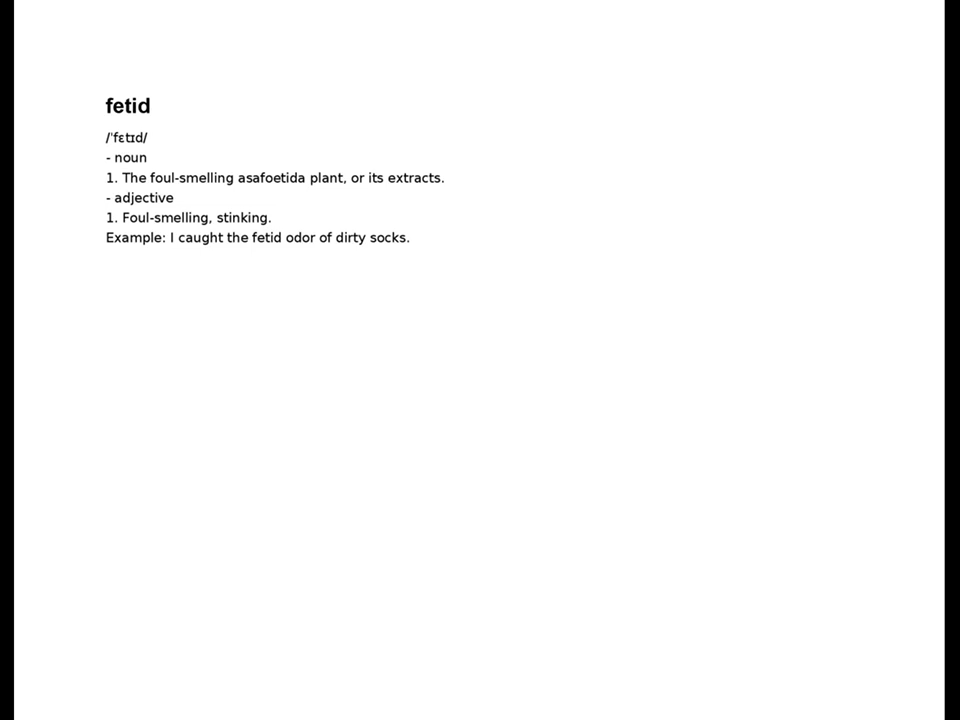 fetid
/ˈfɛtɪd/
- noun
1. The foul-smelling asafoetida plant, or its extracts.
- adjective
1. Foul-smelling, stinking.
Example: I caught the fetid odor of dirty socks.